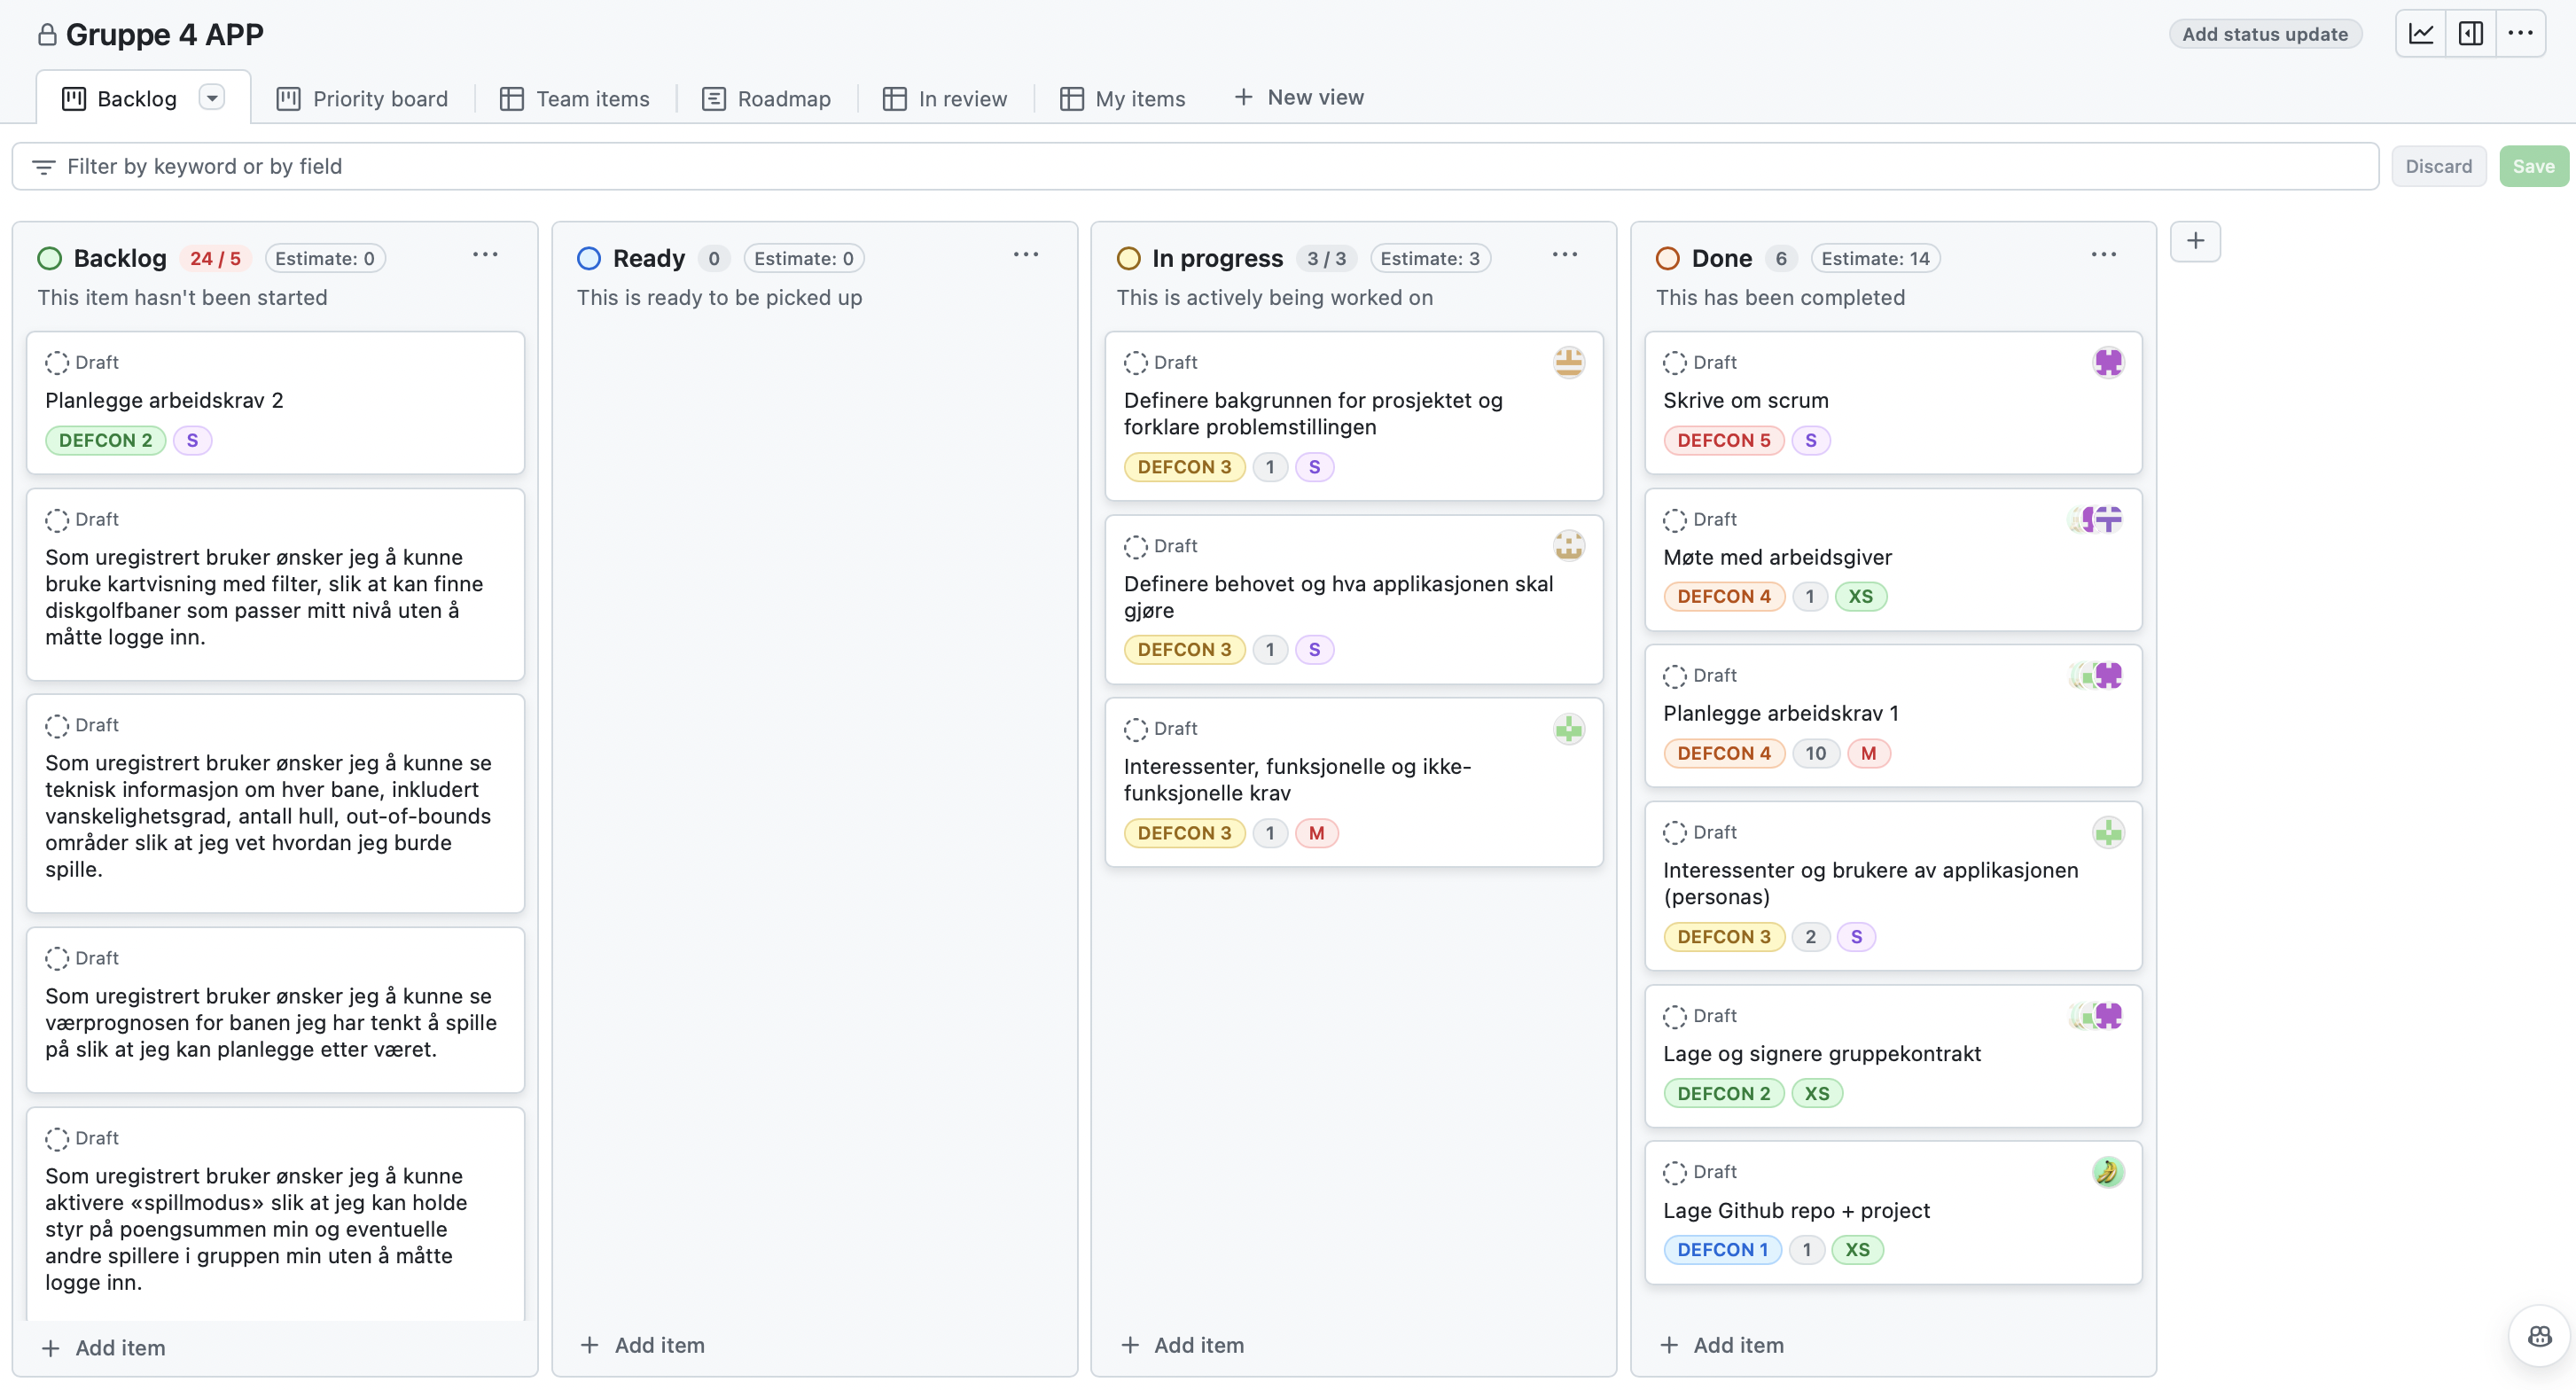 Gruppe 4 APP
Add status update
Backlog
Priority board
Team items
Roadmap
In review
My items
New view
Filter by keyword or by field
Discard
Save
Backlog 24 / 5 Estimate: 0
This item hasn't been started
Draft
Planlegge arbeidskrav 2
DEFCON 2 S
Draft
Som uregistrert bruker ønsker jeg å kunne
bruke kartvisning med filter, slik at kan finne
diskgolfbaner som passer mitt nivå uten å
måtte logge inn.
Draft
Som uregistrert bruker ønsker jeg å kunne se
teknisk informasjon om hver bane, inkludert
vanskelighetsgrad, antall hull, out-of-bounds
områder slik at jeg vet hvordan jeg burde
spille.
Draft
Som uregistrert bruker ønsker jeg å kunne se
værprognosen for banen jeg har tenkt å spille
på slik at jeg kan planlegge etter været.
Draft
Som uregistrert bruker ønsker jeg å kunne
aktivere «spillmodus» slik at jeg kan holde
styr på poengsummen min og eventuelle
andre spillere i gruppen min uten å måtte
logge inn.
Add item
Ready 0 Estimate: 0
This is ready to be picked up
Add item
In progress 3 / 3 Estimate: 3
This is actively being worked on
Draft
Definere bakgrunnen for prosjektet og
forklare problemstillingen
DEFCON 3 1 S
Draft
Definere behovet og hva applikasjonen skal
gjøre
DEFCON 3 1 S
Draft
Interessenter, funksjonelle og ikke-
funksjonelle krav
DEFCON 3 1 M
Add item
Done 6 Estimate: 14
This has been completed
Draft
Skrive om scrum
DEFCON 5 S
Draft
Møte med arbeidsgiver
DEFCON 4 1 XS
Draft
Planlegge arbeidskrav 1
DEFCON 4 10 M
Draft
Interessenter og brukere av applikasjonen
(personas)
DEFCON 3 2 S
Draft
Lage og signere gruppekontrakt
DEFCON 2 XS
Draft
Lage Github repo + project
DEFCON 1 1 XS
Add item